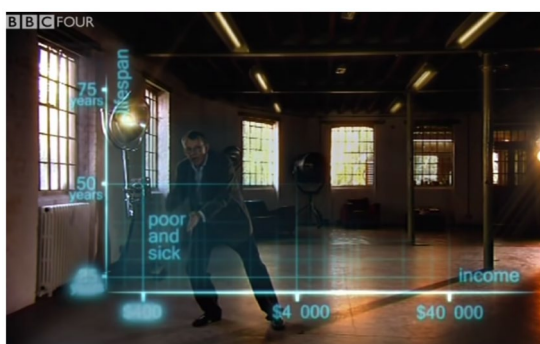 BBC FOUR
lifespan
75
years
50
years
poor
and
sick
income
$400
$4 000
$40 000